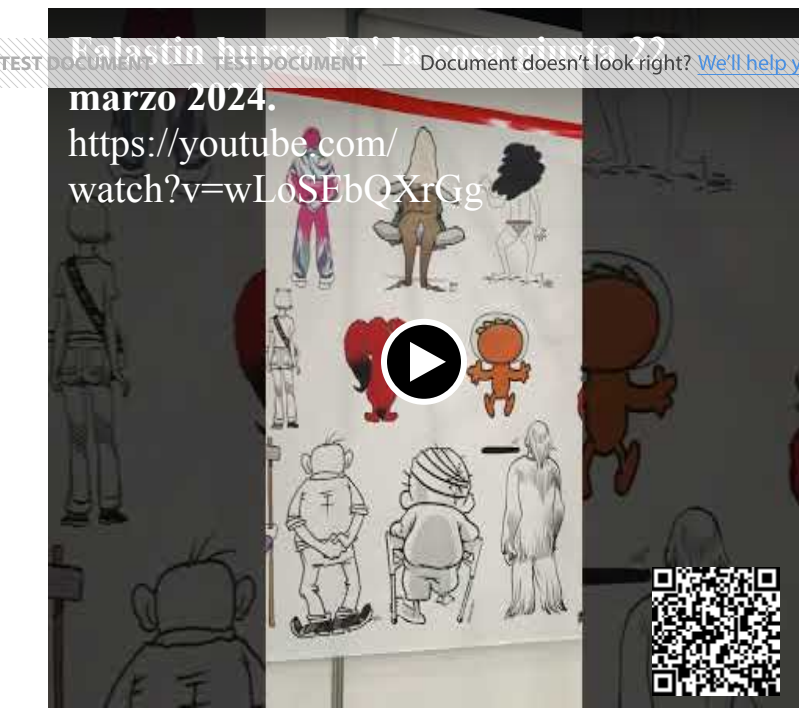 Falastin hurra Fa' la cosa giusta 22
TEST DOCUMENT — TEST DOCUMENT — Document doesn't look right? We'll help y
marzo 2024.
https://youtube.com/
watch?v=wLoSEbQXrGg